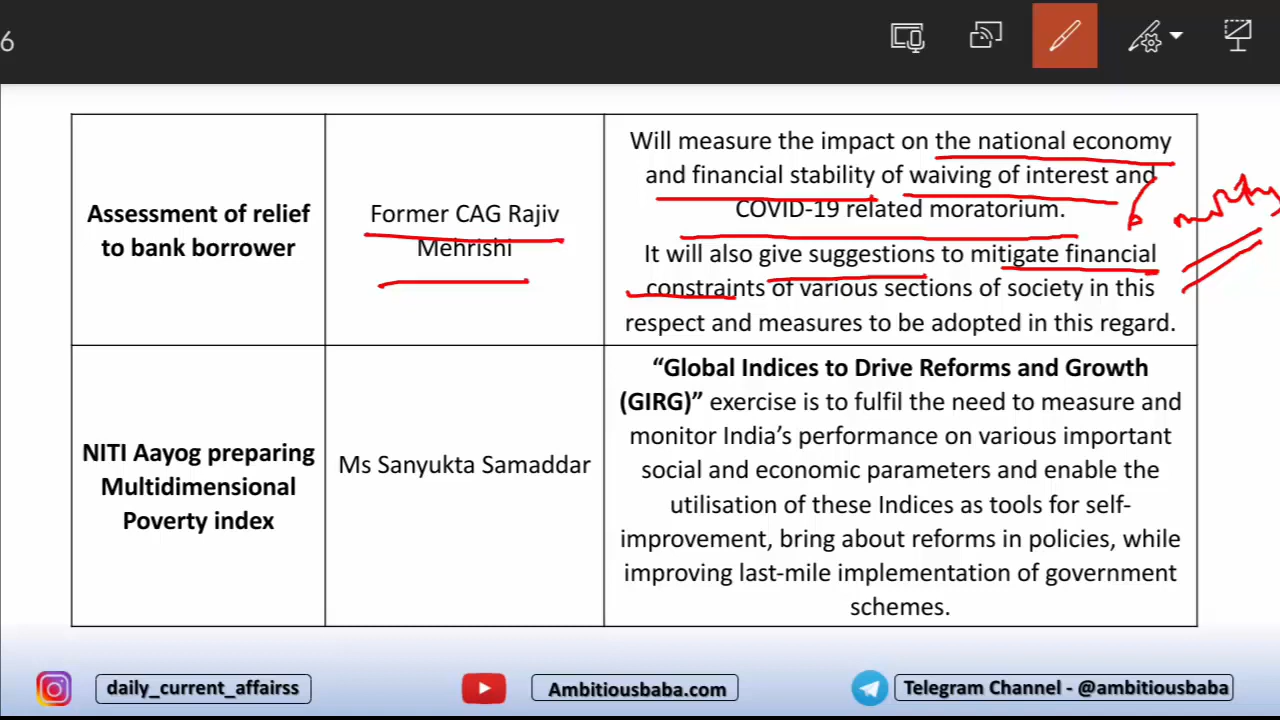 6
Assessment of relief
to bank borrower
Former CAG Rajiv
Mehrishi
Will measure the impact on the national economy
and financial stability of waiving of interest and
COVID-19 related moratorium.
It will also give suggestions to mitigate financial
constraints of various sections of society in this
respect and measures to be adopted in this regard.
6 months
NITI Aayog preparing
Multidimensional
Poverty index
Ms Sanyukta Samaddar
“Global Indices to Drive Reforms and Growth
(GIRG)” exercise is to fulfil the need to measure and
monitor India’s performance on various important
social and economic parameters and enable the
utilisation of these Indices as tools for self-
improvement, bring about reforms in policies, while
improving last-mile implementation of government
schemes.
daily_current_affairss
Ambitiousbaba.com
Telegram Channel - @ambitiousbaba